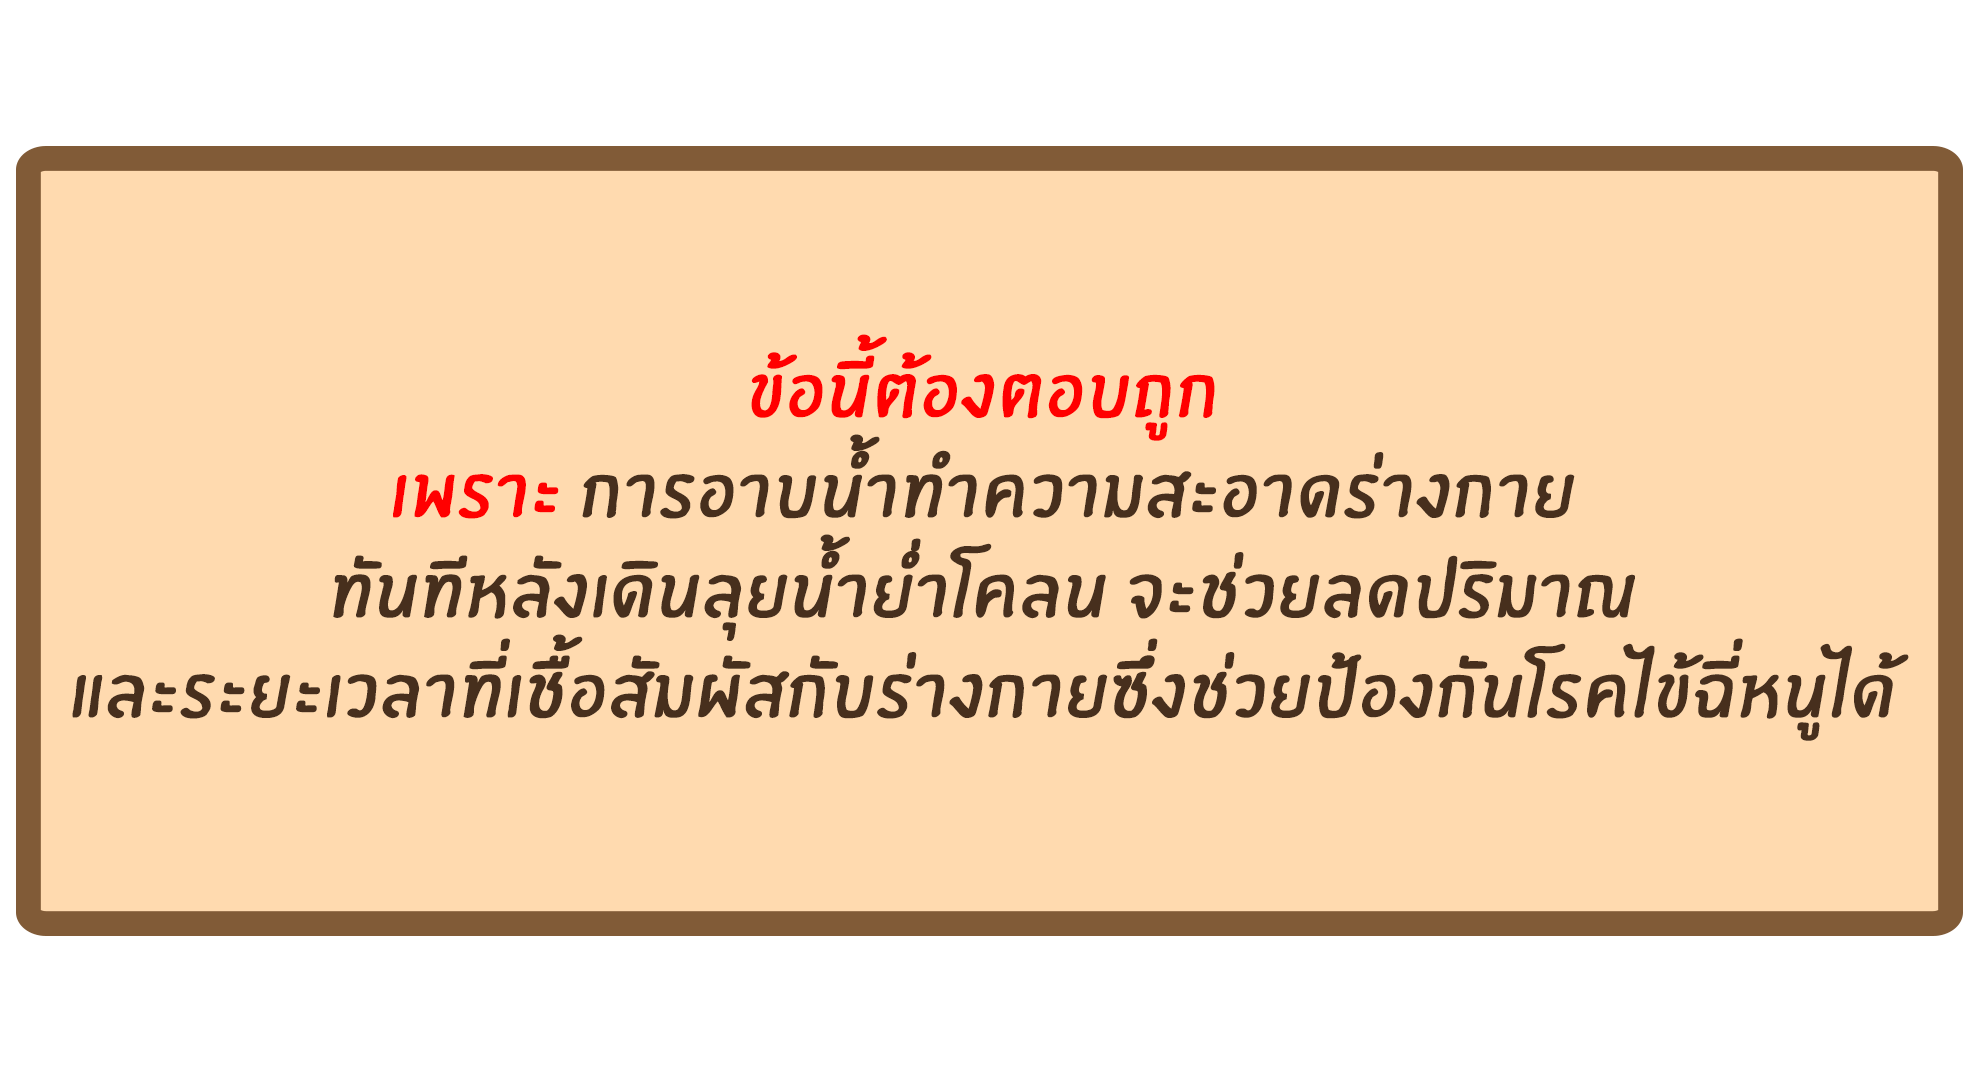 ข้อนี้ต้องตอบถูก
เพราะ การอาบน้ำทำความสะอาดร่างกาย
ทันทีหลังเดินลุยน้ำย่ำโคลน จะช่วยลดปริมาณ
และระยะเวลาที่เชื้อสัมผัสกับร่างกายซึ่งช่วยป้องกันโรคไข้ฉี่หนูได้